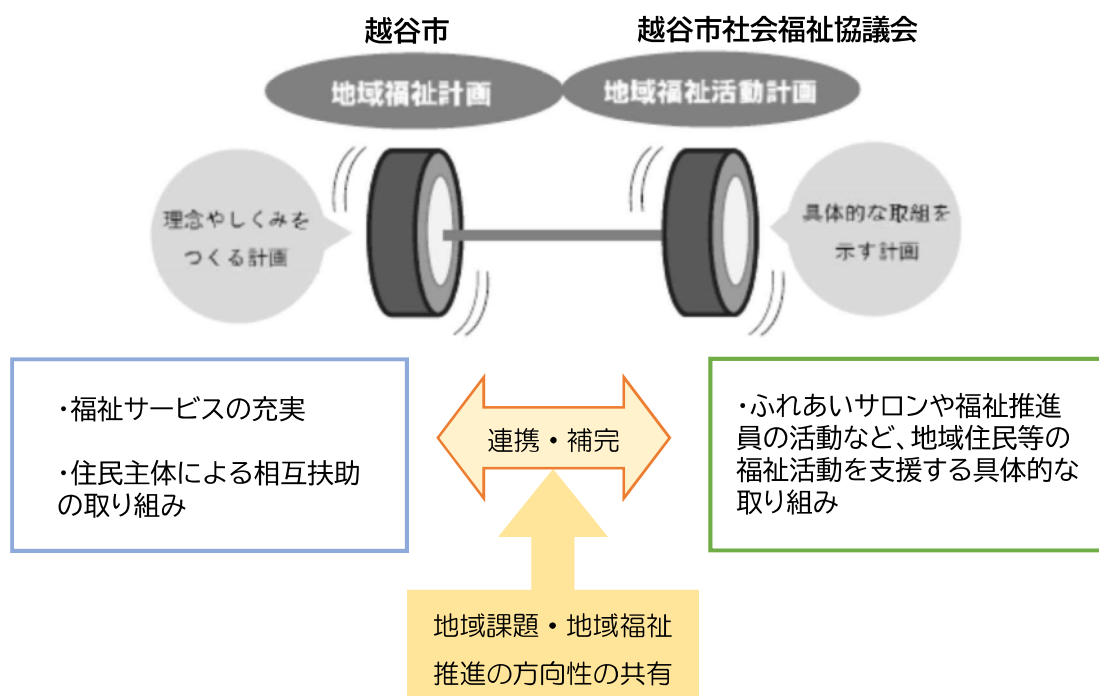 越谷市
越谷市社会福祉協議会
地域福祉計画
地域福祉活動計画
理念やしくみを
つくる計画
具体的な取組を
示す計画
・福祉サービスの充実
・住民主体による相互扶助
の取り組み
連携・補完
・ふれあいサロンや福祉推進
員の活動など、地域住民等の
福祉活動を支援する具体的な
取り組み
地域課題・地域福祉
推進の方向性の共有